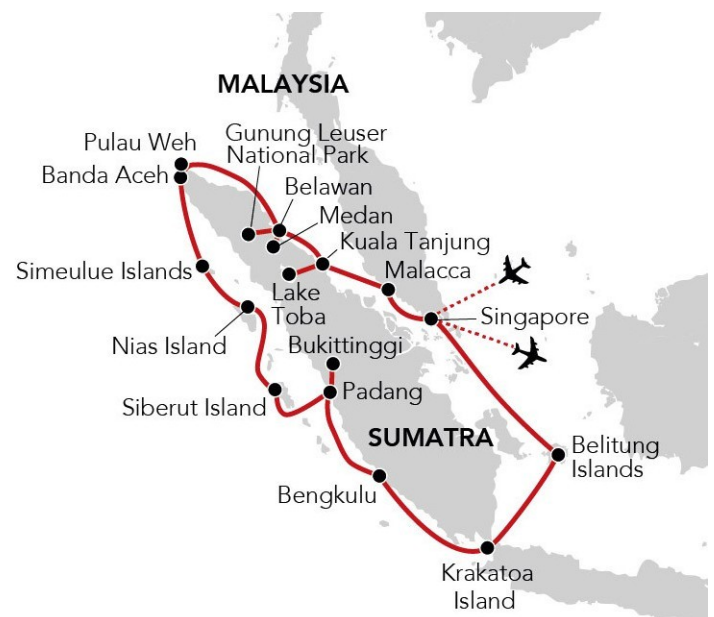 MALAYSIA
Gunung Leuser
National Park
Pulau Weh
Banda Aceh
Belawan
Medan
Kuala Tanjung
Simeulue Islands
Malacca
Lake
Toba
Singapore
Nias Island
Bukittinggi
Siberut Island
Padang
SUMATRA
Belitung
Islands
Bengkulu
Krakatoa
Island